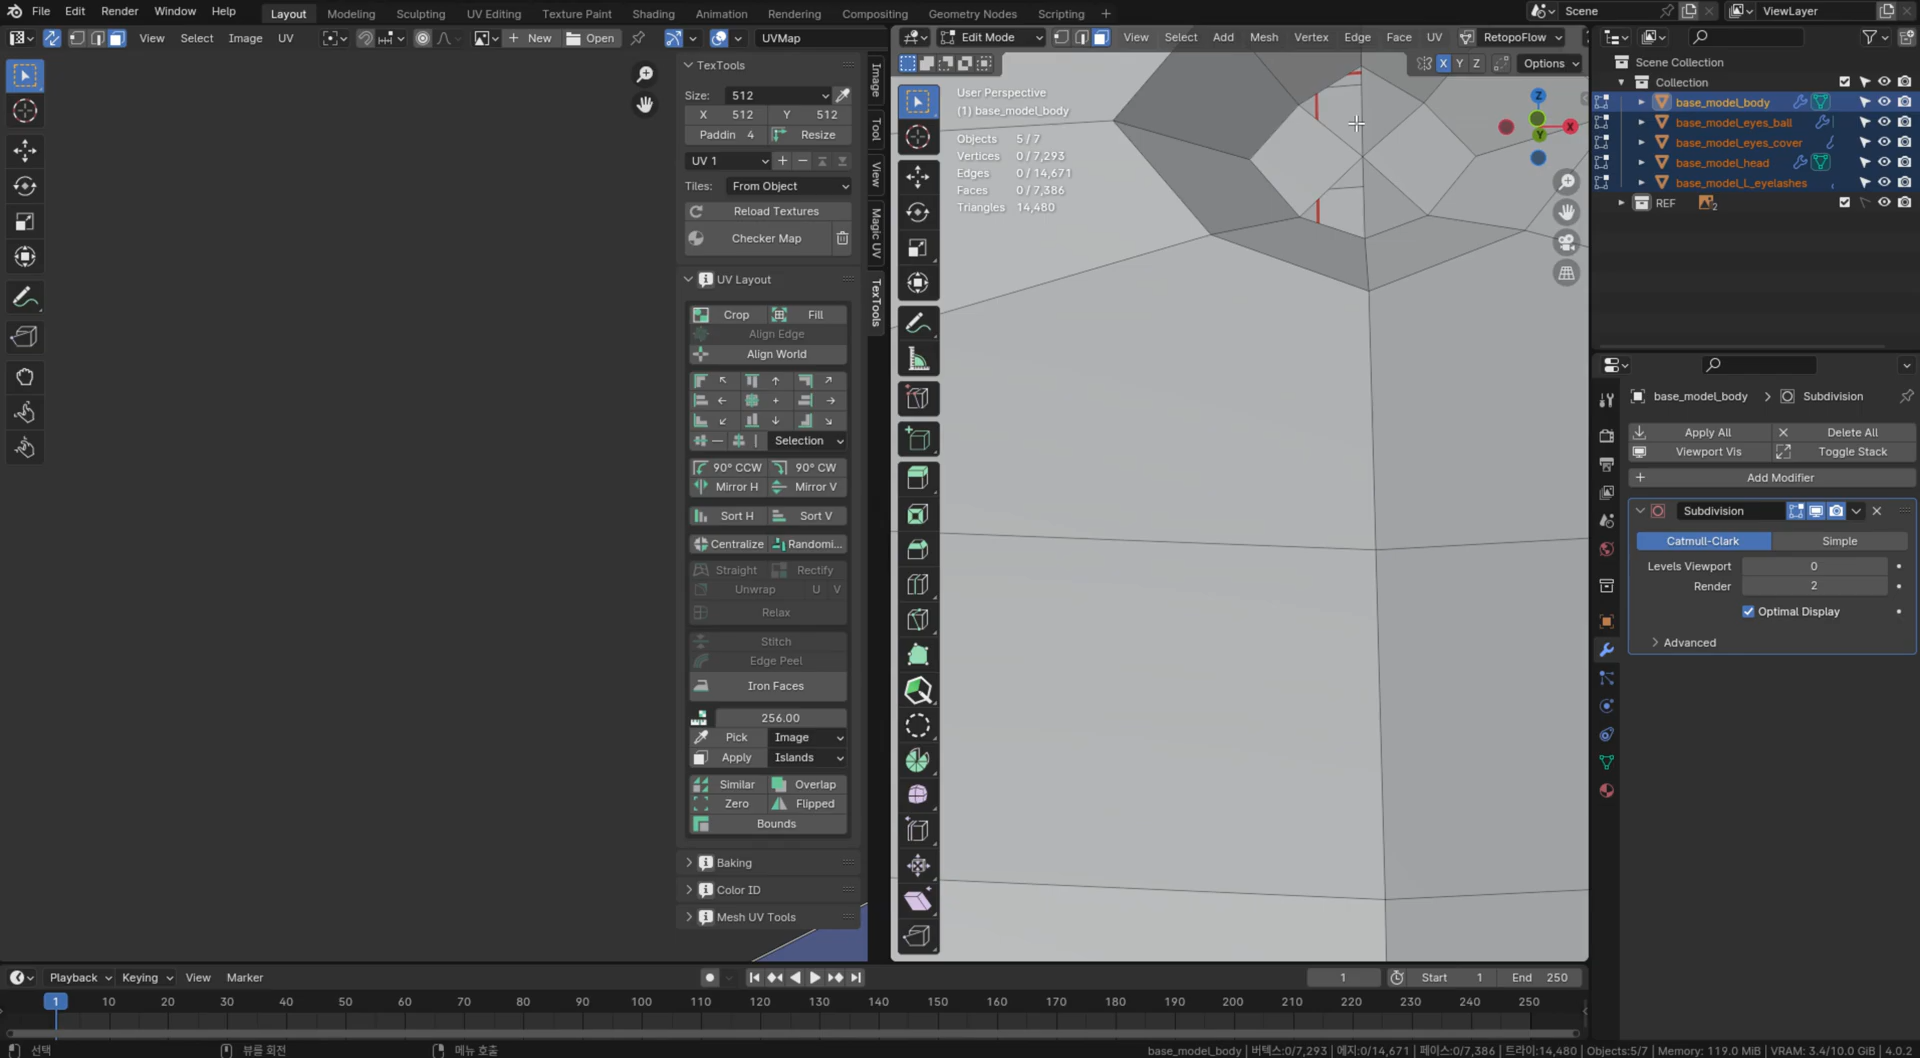 File Edit Render Window Help Layout Modeling Sculpting UV Editing Texture Paint Shading Animation Rendering Compositing Geometry Nodes Scripting + Scene ViewLayer
View Select Image UV New Open UVMap
Edit Mode View Select Add Mesh Vertex Edge Face UV RetopoFlow
X Y Z Options
TexTools
Size: 512
X 512 Y 512
Paddin 4 Resize
UV 1
Tiles: From Object
Reload Textures
Checker Map
UV Layout
Crop Fill
Align Edge
Align World
Selection
90° CCW 90° CW
Mirror H Mirror V
Sort H Sort V
Centralize Randomi...
Straight Rectify
Unwrap U V
Relax
Stitch
Edge Peel
Iron Faces
256.00
Pick Image
Apply Islands
Similar Overlap
Zero Flipped
Bounds
Baking
Color ID
Mesh UV Tools
Image
Tool
View
Magic UV
TexTools
User Perspective
(1) base_model_body
Objects 5/7
Vertices 0/7,293
Edges 0/14,671
Faces 0/7,386
Triangles 14,480
Z
X
Y
Scene Collection
Collection
base_model_body
base_model_eyes_ball
base_model_eyes_cover
base_model_head
base_model_L_eyelashes
REF 2
base_model_body > Subdivision
Apply All Delete All
Viewport Vis Toggle Stack
Add Modifier
Subdivision
Catmull-Clark Simple
Levels Viewport 0
Render 2
Optimal Display
Advanced
Playback Keying View Marker 1 Start 1 End 250
1 10 20 30 40 50 60 70 80 90 100 110 120 130 140 150 160 170 180 190 200 210 220 230 240 250
선택 뷰를 회전 메뉴 호출 base_model_body | 버텍스:0/7,293 | 에지:0/14,671 | 페이스:0/7,386 | 트라이:14,480 | Objects:5/7 | Memory: 119.0 MiB | VRAM: 3.4/10.0 GiB | 4.0.2